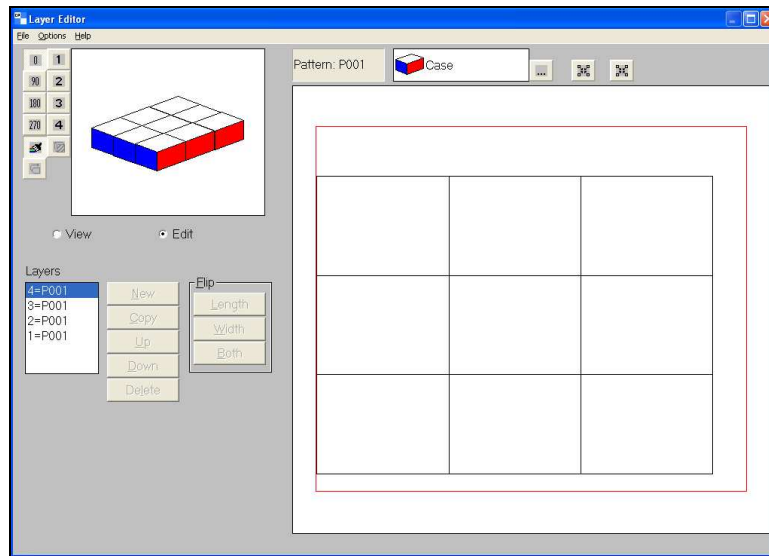 Layer Editor
File Options Help
0 1
90 2
180 3
270 4
Pattern: P001
Case
...
View Edit
Layers
4=P001
3=P001
2=P001
1=P001
New
Copy
Up
Down
Delete
Flip
Length
Width
Both